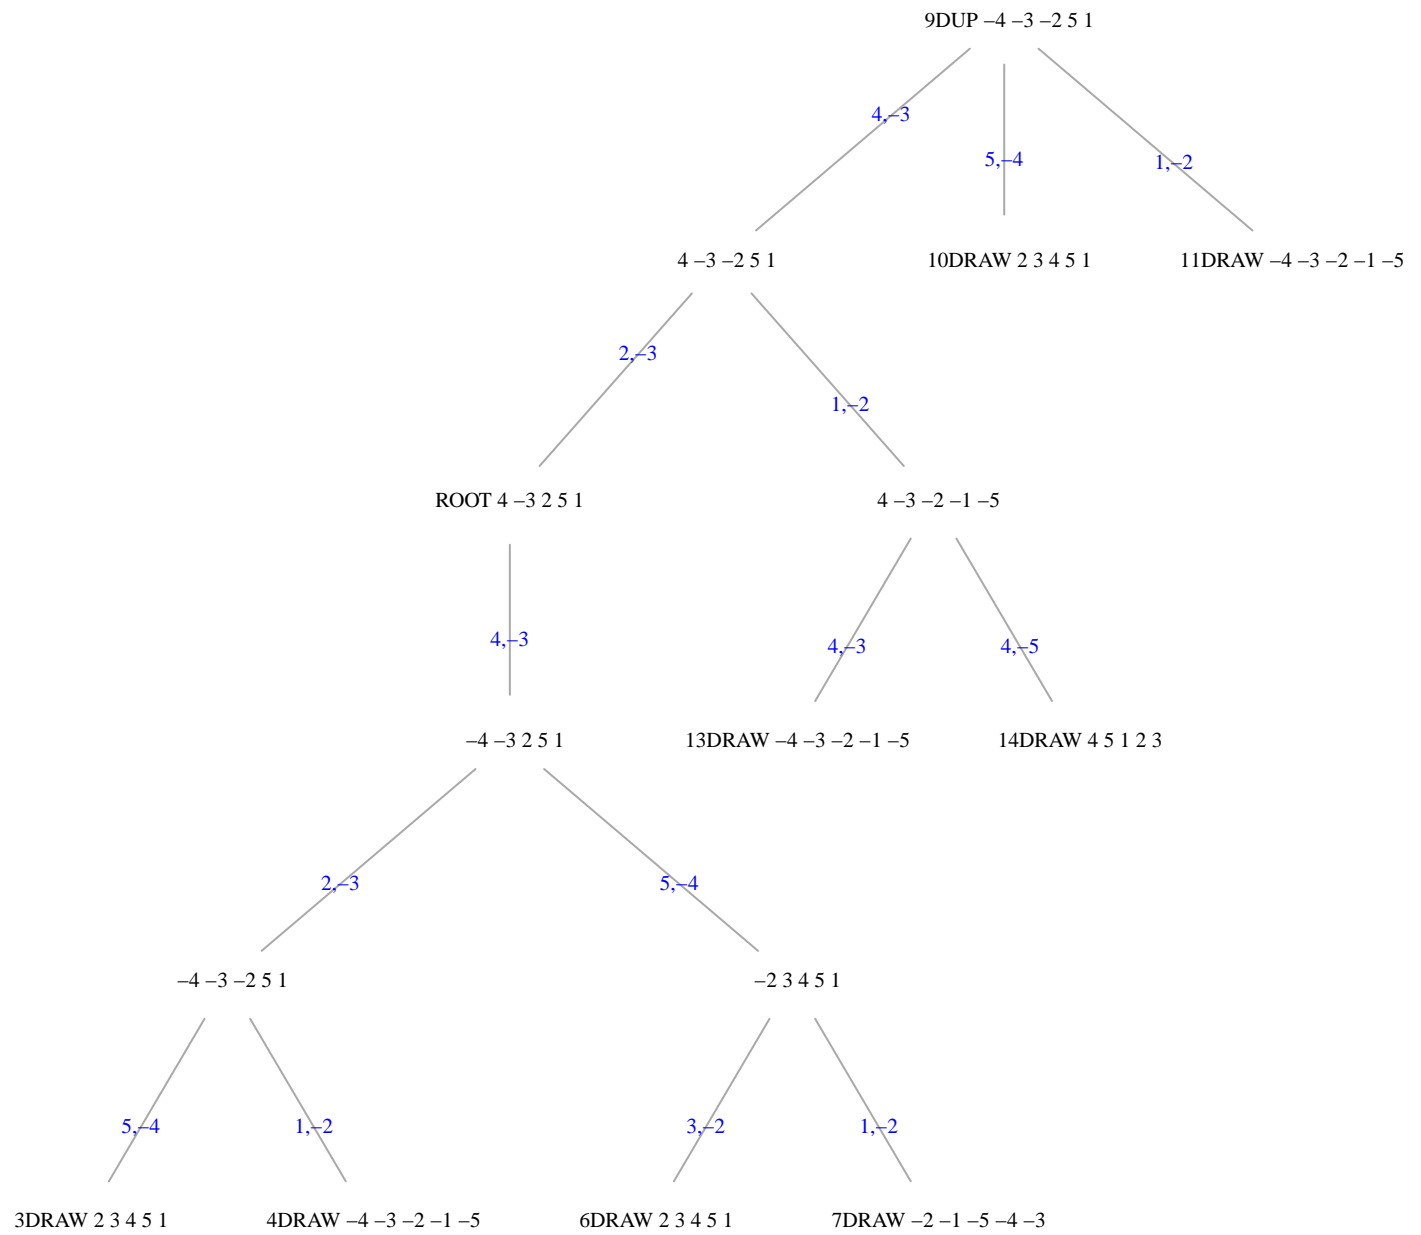 9DUP –4 –3 –2 5 1
4,–3
5,–4
1,–2
4 –3 –2 5 1
10DRAW 2 3 4 5 1
11DRAW –4 –3 –2 –1 –5
2,–3
1,–2
ROOT 4 –3 2 5 1
4 –3 –2 –1 –5
4,–3
4,–3
4,–5
–4 –3 2 5 1
13DRAW –4 –3 –2 –1 –5
14DRAW 4 5 1 2 3
2,–3
5,–4
–4 –3 –2 5 1
–2 3 4 5 1
5,–4
1,–2
3,–2
1,–2
3DRAW 2 3 4 5 1
4DRAW –4 –3 –2 –1 –5
6DRAW 2 3 4 5 1
7DRAW –2 –1 –5 –4 –3